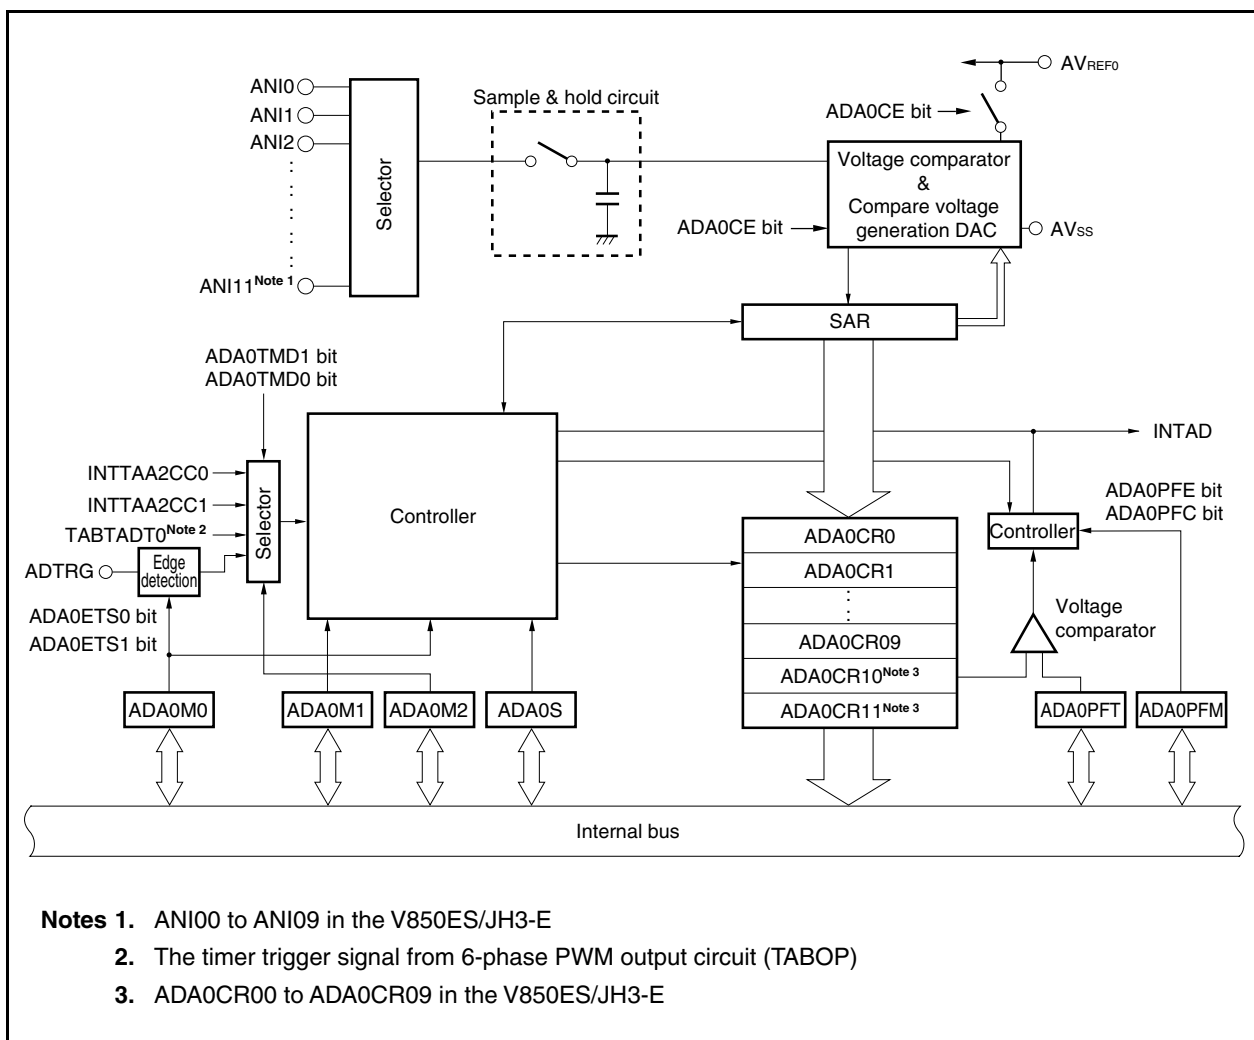 ANI0
ANI1
ANI2
ANI11Note 1
Selector
Sample & hold circuit
AVREF0
ADA0CE bit
Voltage comparator
&
Compare voltage
generation DAC
ADA0CE bit
AVSS
SAR
ADA0TMD1 bit
ADA0TMD0 bit
INTTAA2CC0
INTTAA2CC1
TABTADT0Note 2
ADTRG
Edge
detection
Selector
ADA0ETS0 bit
ADA0ETS1 bit
Controller
INTAD
ADA0PFE bit
ADA0PFC bit
Controller
Voltage
comparator
ADA0CR0
ADA0CR1
ADA0CR09
ADA0CR10Note 3
ADA0CR11Note 3
ADA0M0
ADA0M1
ADA0M2
ADA0S
ADA0PFT
ADA0PFM
Internal bus
Notes 1. ANI00 to ANI09 in the V850ES/JH3-E
2. The timer trigger signal from 6-phase PWM output circuit (TABOP)
3. ADA0CR00 to ADA0CR09 in the V850ES/JH3-E